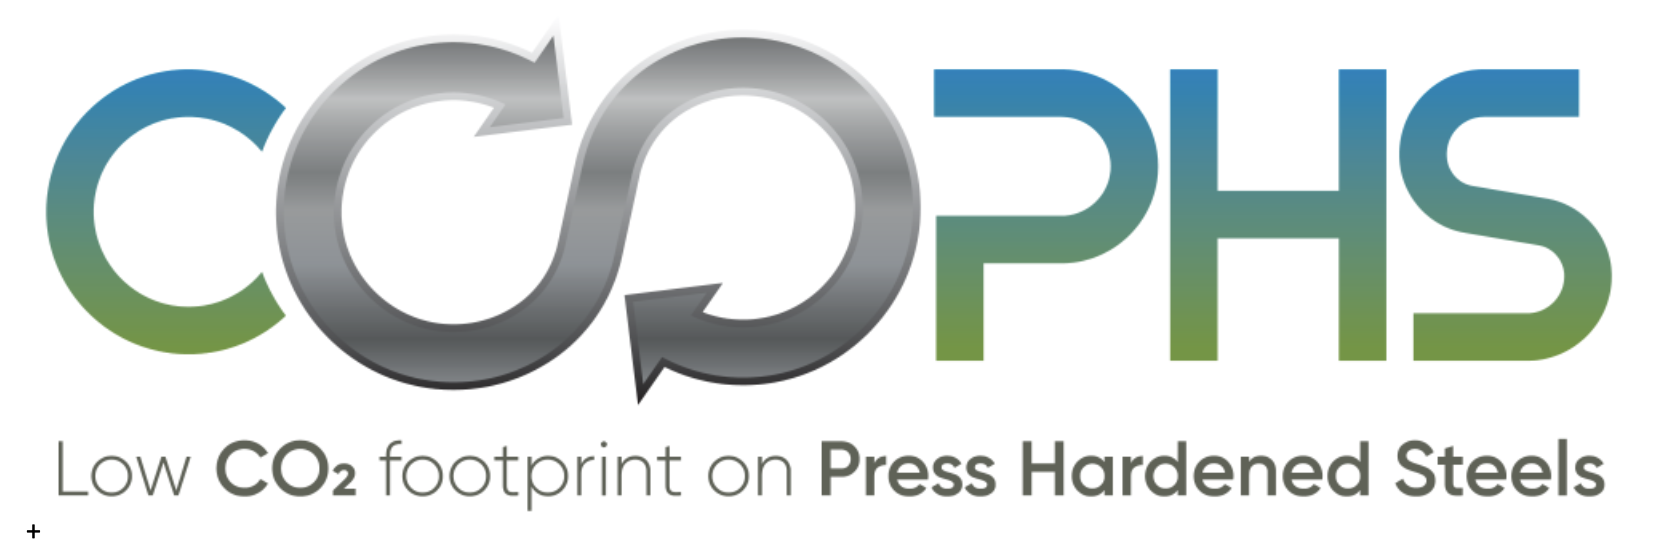 COOPHS
Low CO₂ footprint on Press Hardened Steels
+